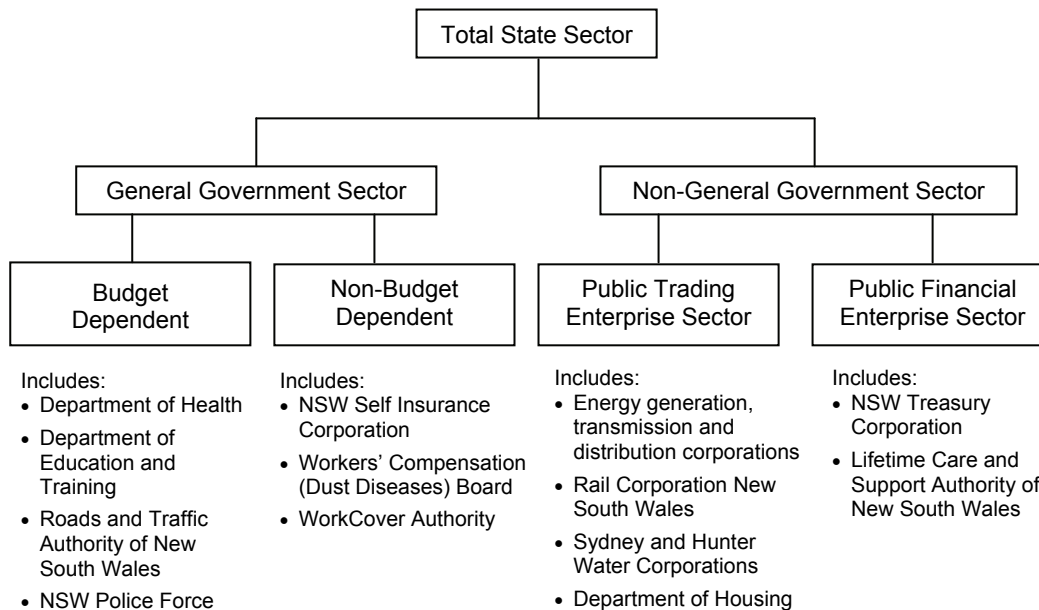 Total State Sector
General Government Sector
Non-General Government Sector
Budget
Dependent
Non-Budget
Dependent
Public Trading
Enterprise Sector
Public Financial
Enterprise Sector
Includes:
• Department of Health
• Department of
Education and
Training
• Roads and Traffic
Authority of New
South Wales
• NSW Police Force
Includes:
• NSW Self Insurance
Corporation
• Workers’ Compensation
(Dust Diseases) Board
• WorkCover Authority
Includes:
• Energy generation,
transmission and
distribution corporations
• Rail Corporation New
South Wales
• Sydney and Hunter
Water Corporations
• Department of Housing
Includes:
• NSW Treasury
Corporation
• Lifetime Care and
Support Authority of
New South Wales